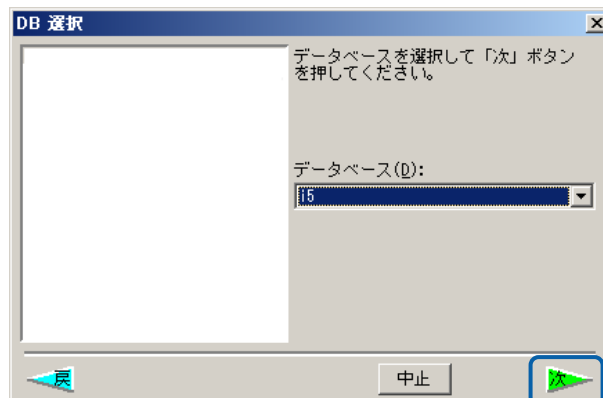 DB 選択
データベースを選択して「次」ボタン
を押してください。
データベース(D):
i5
戻
中止
次